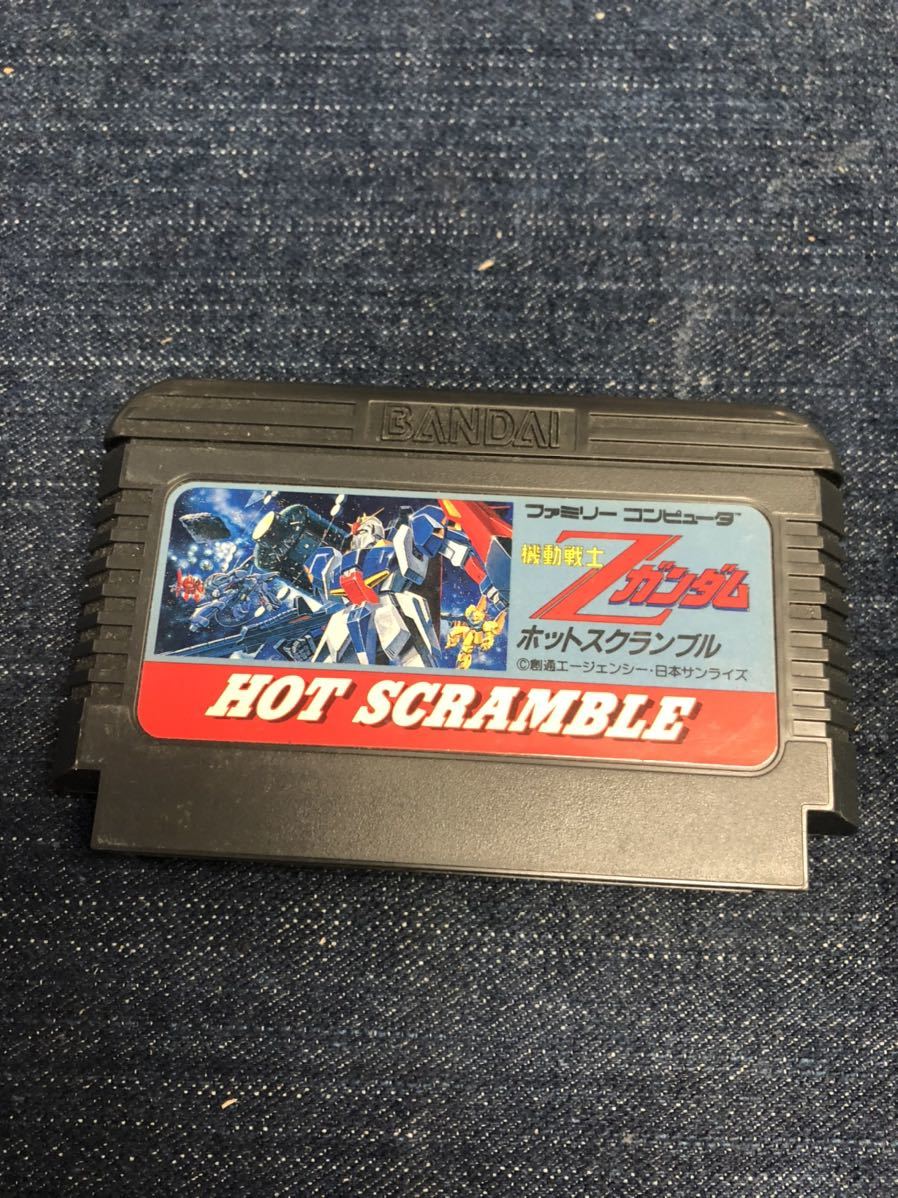 BANDAI
ファミリー コンピュータ™
機動戦士
Zガンダム
ホットスクランブル
©創通エージェンシー・日本サンライズ
HOT SCRAMBLE